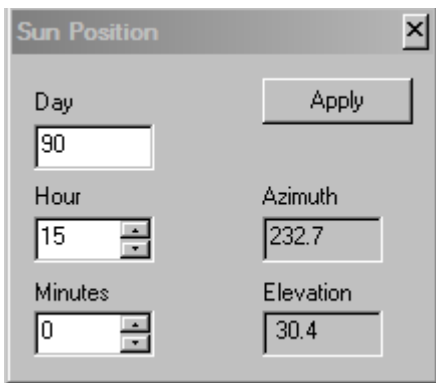 Sun Position
Day
Apply
90
Hour
Azimuth
15
232.7
Minutes
Elevation
0
30.4